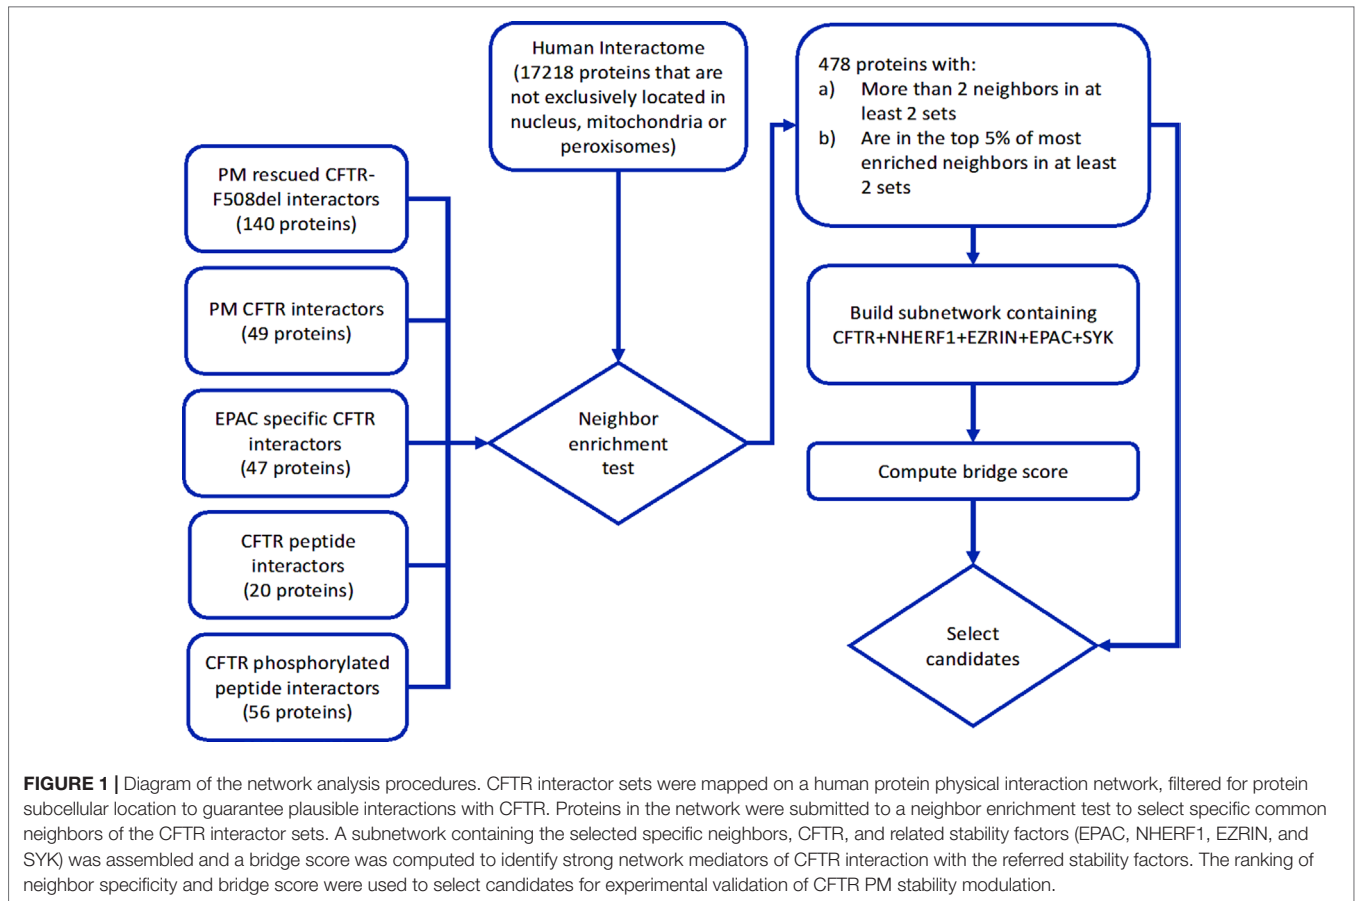 PM rescued CFTR-
F508del interactors
(140 proteins)
PM CFTR interactors
(49 proteins)
EPAC specific CFTR
interactors
(47 proteins)
CFTR peptide
interactors
(20 proteins)
CFTR phosphorylated
peptide interactors
(56 proteins)
Human Interactome
(17218 proteins that are
not exclusively located in
nucleus, mitochondria or
peroxisomes)
Neighbor
enrichment
test
478 proteins with:
a) More than 2 neighbors in at
least 2 sets
b) Are in the top 5% of most
enriched neighbors in at least
2 sets
Build subnetwork containing
CFTR+NHERF1+EZRIN+EPAC+SYK
Compute bridge score
Select
candidates
FIGURE 1 | Diagram of the network analysis procedures. CFTR interactor sets were mapped on a human protein physical interaction network, filtered for protein
subcellular location to guarantee plausible interactions with CFTR. Proteins in the network were submitted to a neighbor enrichment test to select specific common
neighbors of the CFTR interactor sets. A subnetwork containing the selected specific neighbors, CFTR, and related stability factors (EPAC, NHERF1, EZRIN, and
SYK) was assembled and a bridge score was computed to identify strong network mediators of CFTR interaction with the referred stability factors. The ranking of
neighbor specificity and bridge score were used to select candidates for experimental validation of CFTR PM stability modulation.